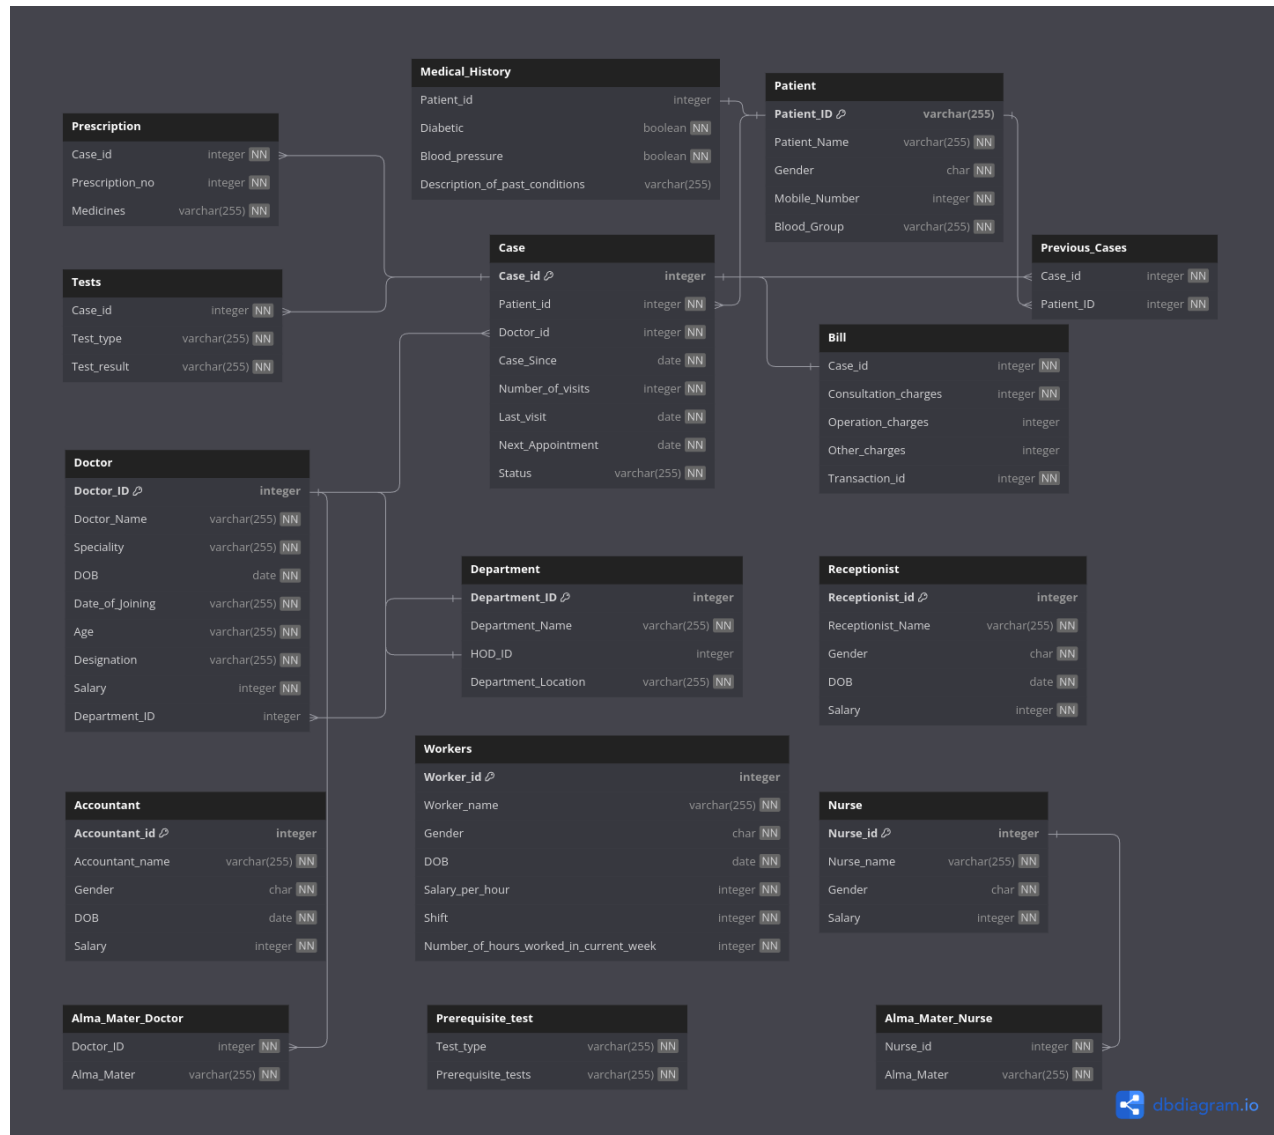 Medical_History
Patient_id integer
Diabetic boolean NN
Blood_pressure boolean NN
Description_of_past_conditions varchar(255)
Patient
Patient_ID varchar(255)
Patient_Name varchar(255) NN
Gender char NN
Mobile_Number integer NN
Blood_Group varchar(255) NN
Prescription
Case_id integer NN
Prescription_no integer NN
Medicines varchar(255) NN
Case
Case_id integer
Patient_id integer NN
Doctor_id integer NN
Case_Since date NN
Number_of_visits integer NN
Last_visit date NN
Next_Appointment date NN
Status varchar(255) NN
Previous_Cases
Case_id integer NN
Patient_ID integer NN
Tests
Case_id integer NN
Test_type varchar(255) NN
Test_result varchar(255) NN
Bill
Case_id integer NN
Consultation_charges integer NN
Operation_charges integer
Other_charges integer
Transaction_id integer NN
Doctor
Doctor_ID integer
Doctor_Name varchar(255) NN
Speciality varchar(255) NN
DOB date NN
Date_of_Joining varchar(255) NN
Age varchar(255) NN
Designation varchar(255) NN
Salary integer NN
Department_ID integer
Department
Department_ID integer
Department_Name varchar(255) NN
HOD_ID integer
Department_Location varchar(255) NN
Receptionist
Receptionist_id integer
Receptionist_Name varchar(255) NN
Gender char NN
DOB date NN
Salary integer NN
Workers
Worker_id integer
Worker_name varchar(255) NN
Gender char NN
DOB date NN
Salary_per_hour integer NN
Shift integer NN
Number_of_hours_worked_in_current_week integer NN
Accountant
Accountant_id integer
Accountant_name varchar(255) NN
Gender char NN
DOB date NN
Salary integer NN
Nurse
Nurse_id integer
Nurse_name varchar(255) NN
Gender char NN
Salary integer NN
Alma_Mater_Doctor
Doctor_ID integer NN
Alma_Mater varchar(255) NN
Prerequisite_test
Test_type varchar(255) NN
Prerequisite_tests varchar(255) NN
Alma_Mater_Nurse
Nurse_id integer NN
Alma_Mater varchar(255) NN
dbdiagram.io